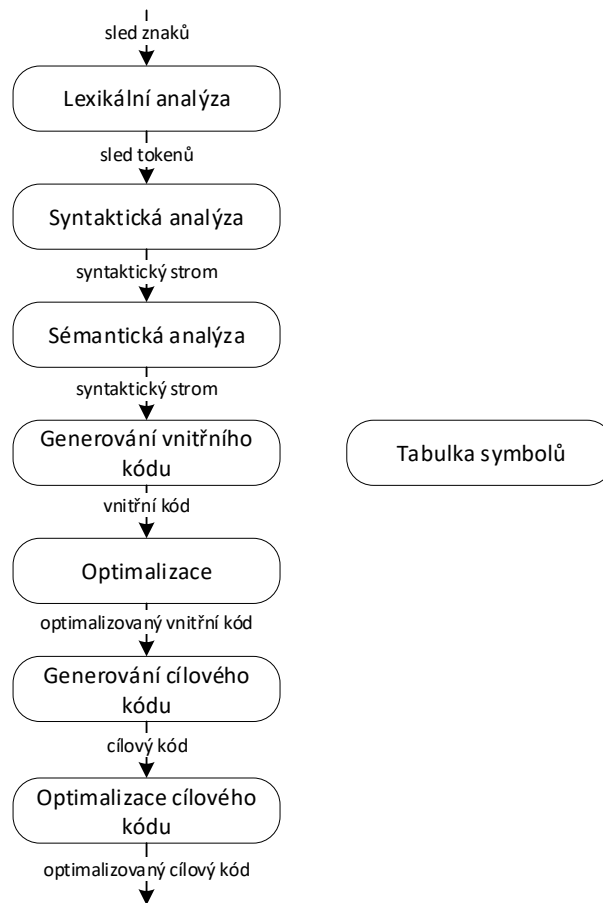 sled znaků
Lexikální analýza
sled tokenů
Syntaktická analýza
syntaktický strom
Sémantická analýza
syntaktický strom
Generování vnitřního
kódu
Tabulka symbolů
vnitřní kód
Optimalizace
optimalizovaný vnitřní kód
Generování cílového
kódu
cílový kód
Optimalizace cílového
kódu
optimalizovaný cílový kód